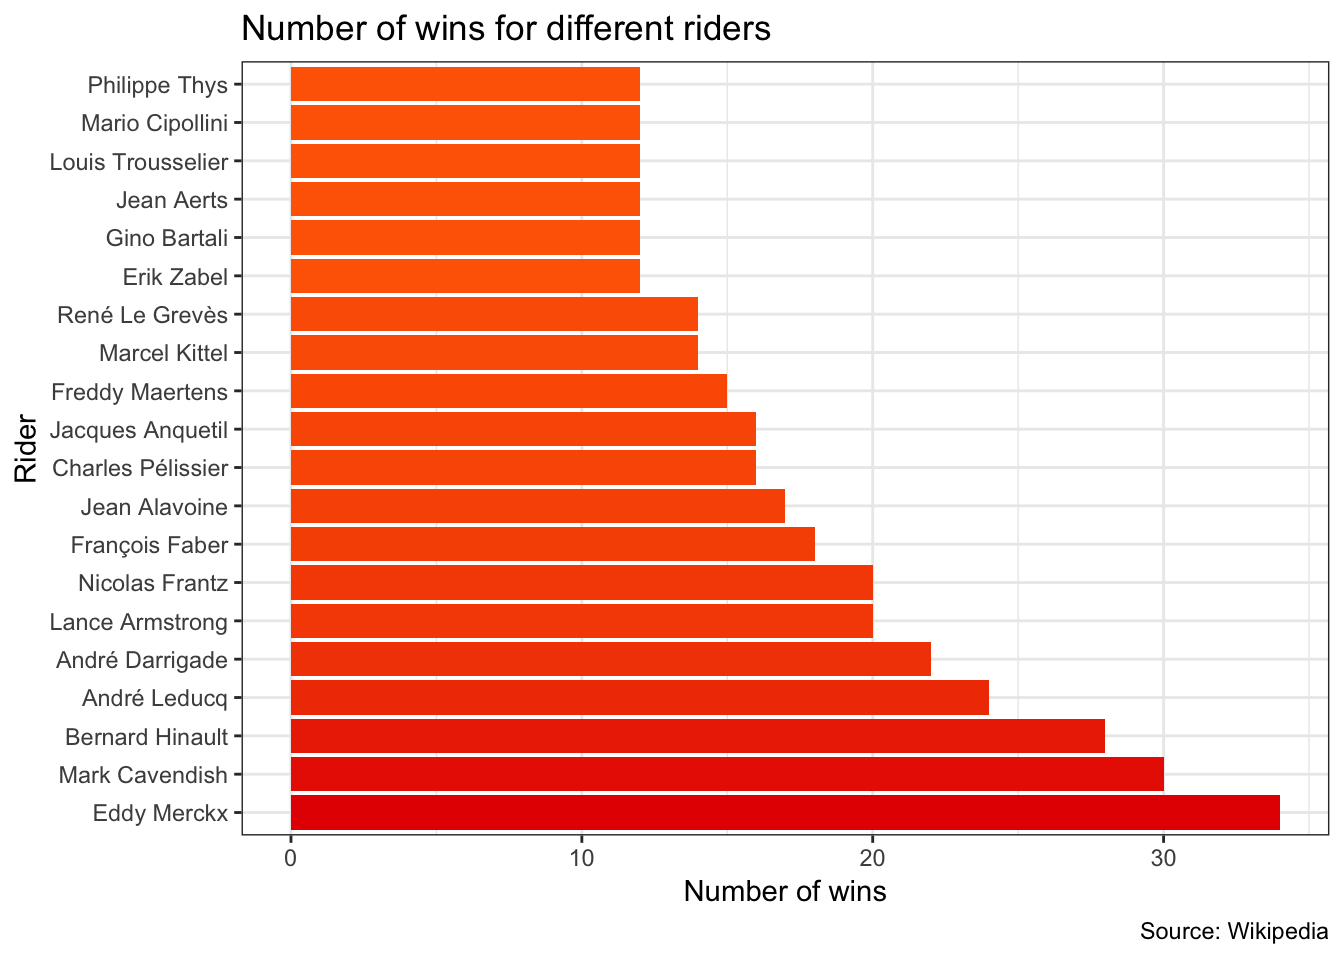 Number of wins for different riders
Philippe Thys
Mario Cipollini
Louis Trousselier
Jean Aerts
Gino Bartali
Erik Zabel
René Le Grevès
Marcel Kittel
Freddy Maertens
Jacques Anquetil
Charles Pélissier
Jean Alavoine
François Faber
Nicolas Frantz
Lance Armstrong
André Darrigade
André Leducq
Bernard Hinault
Mark Cavendish
Eddy Merckx
Rider
0 10 20 30
Number of wins
Source: Wikipedia